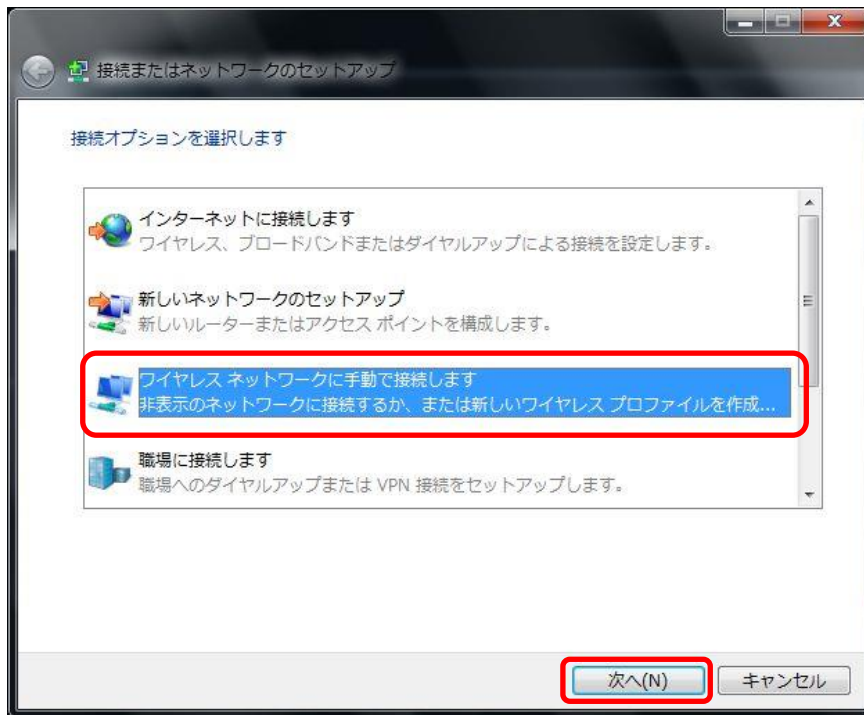 接続またはネットワークのセットアップ
接続オプションを選択します
インターネットに接続します
ワイヤレス、ブロードバンドまたはダイヤルアップによる接続を設定します。
新しいネットワークのセットアップ
新しいルーターまたはアクセス ポイントを構成します。
ワイヤレス ネットワークに手動で接続します
非表示のネットワークに接続するか、または新しいワイヤレス プロファイルを作成...
職場に接続します
職場へのダイヤルアップまたは VPN 接続をセットアップします。
次へ(N)
キャンセル